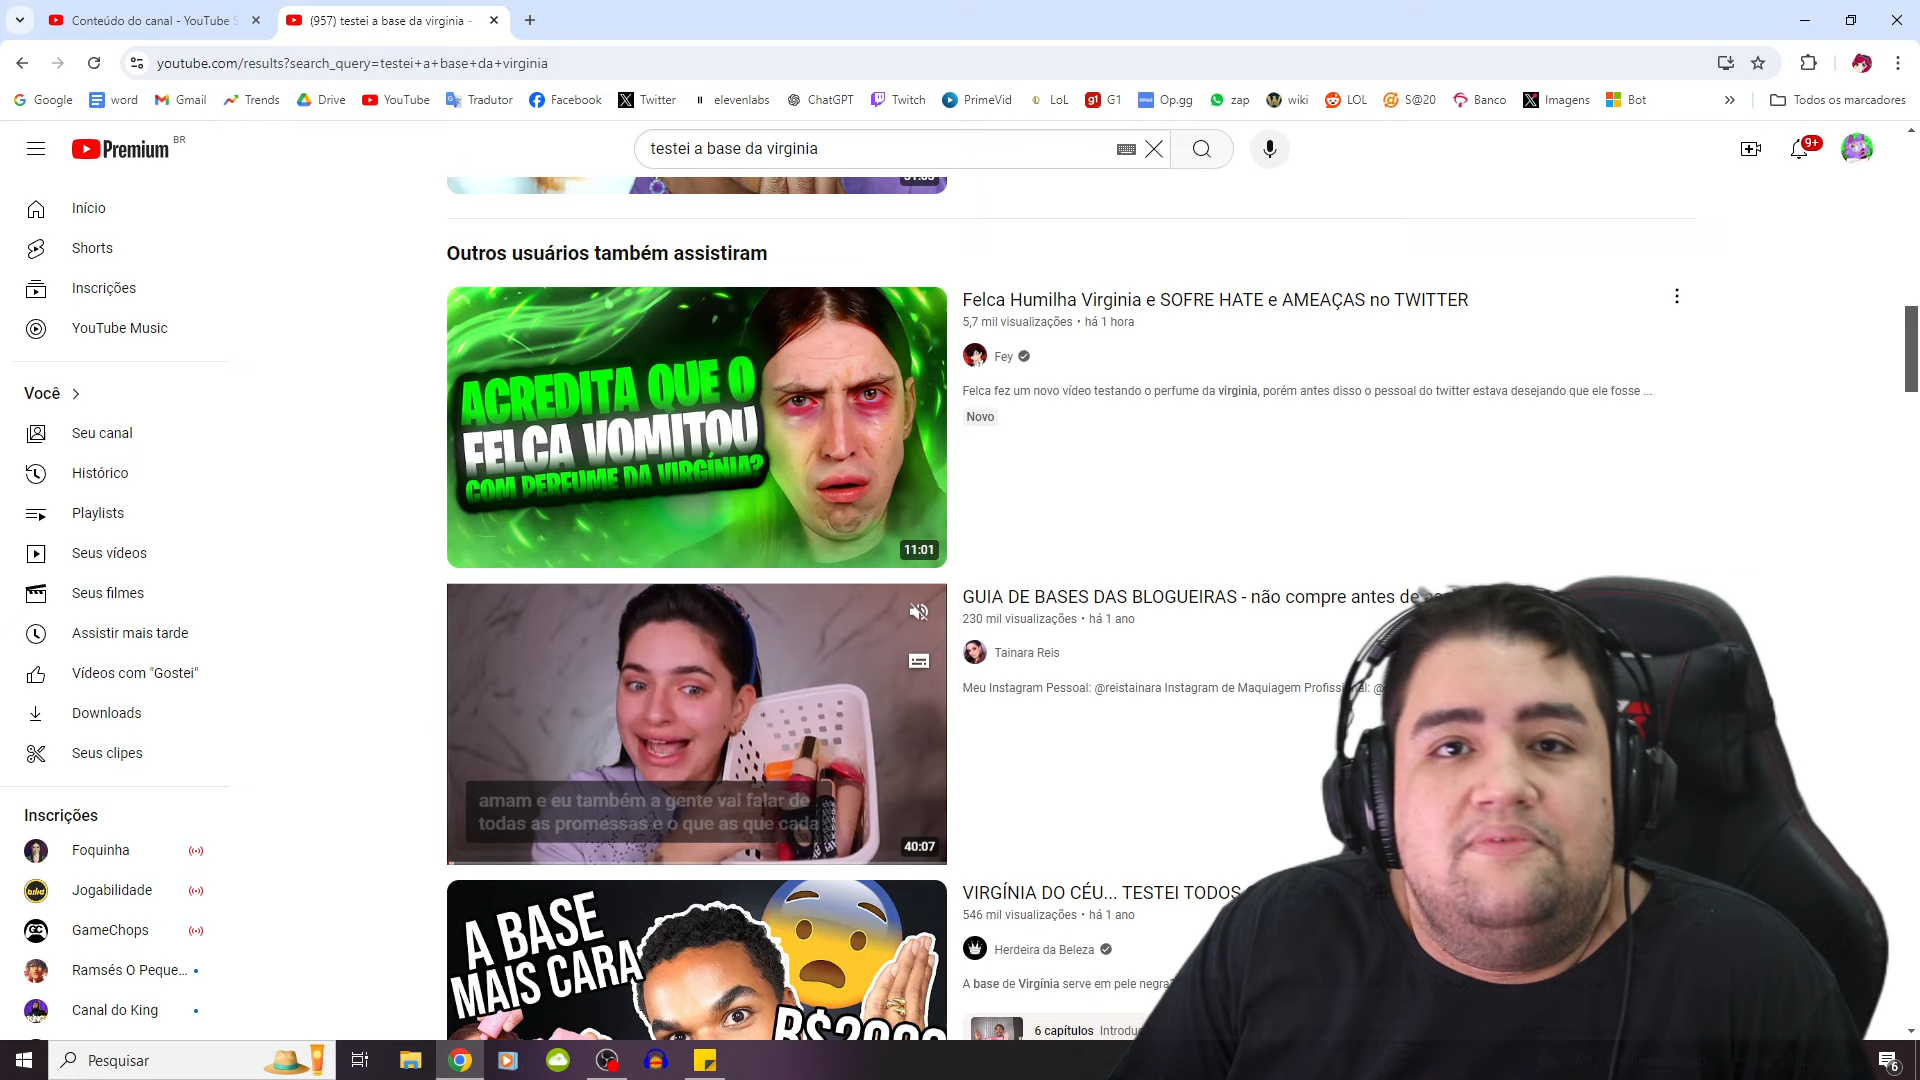 Conteúdo do canal - YouTube S
(957) testei a base da virginia -
youtube.com/results?search_query=testei+a+base+da+virginia
Google
word
Gmail
Trends
Drive
YouTube
Tradutor
Facebook
Twitter
elevenlabs
ChatGPT
Twitch
PrimeVid
LoL
G1
Op.gg
zap
wiki
LOL
S@20
Banco
Imagens
Bot
Todos os marcadores
Premium BR
testei a base da virginia
9+
Início
Shorts
Inscrições
YouTube Music
Você
Seu canal
Histórico
Playlists
Seus vídeos
Seus filmes
Assistir mais tarde
Vídeos com "Gostei"
Downloads
Seus clipes
Inscrições
Foquinha
Jogabilidade
GameChops
Ramsés O Peque...
Canal do King
Outros usuários também assistiram
ACREDITA QUE O
FELCA VOMITOU
COM PERFUME DA VIRGÍNIA?
11:01
Felca Humilha Virginia e SOFRE HATE e AMEAÇAS no TWITTER
5,7 mil visualizações • há 1 hora
Fey
Felca fez um novo vídeo testando o perfume da virginia, porém antes disso o pessoal do twitter estava desejando que ele fosse ...
Novo
amam e eu também a gente vai falar de
todas as promessas e o que as que cada
40:07
GUIA DE BASES DAS BLOGUEIRAS - não compre antes de
230 mil visualizações • há 1 ano
Tainara Reis
Meu Instagram Pessoal: @reistainara Instagram de Maquiagem
A BASE
MAIS CARA
VIRGÍNIA DO CÉU... TESTEI TODOS
546 mil visualizações • há 1 ano
Herdeira da Beleza
A base de Virgínia serve em pele negra?
6 capítulos
Pesquisar
6